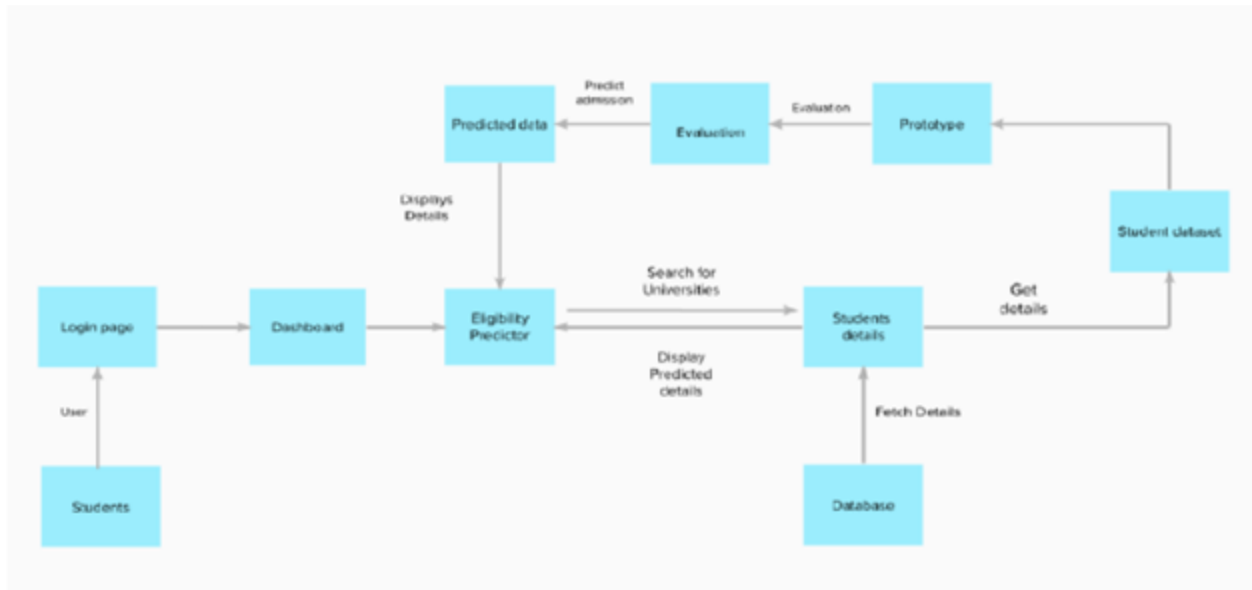 Predict
admission
Predicted data
Evaluation
Evaluation
Prototype
Displays
Details
Student dataset
Search for
Universities
Get
details
Login page
Dashboard
Eligibility
Predictor
Students
details
Display
Predicted
details
User
Fetch Details
Students
Database